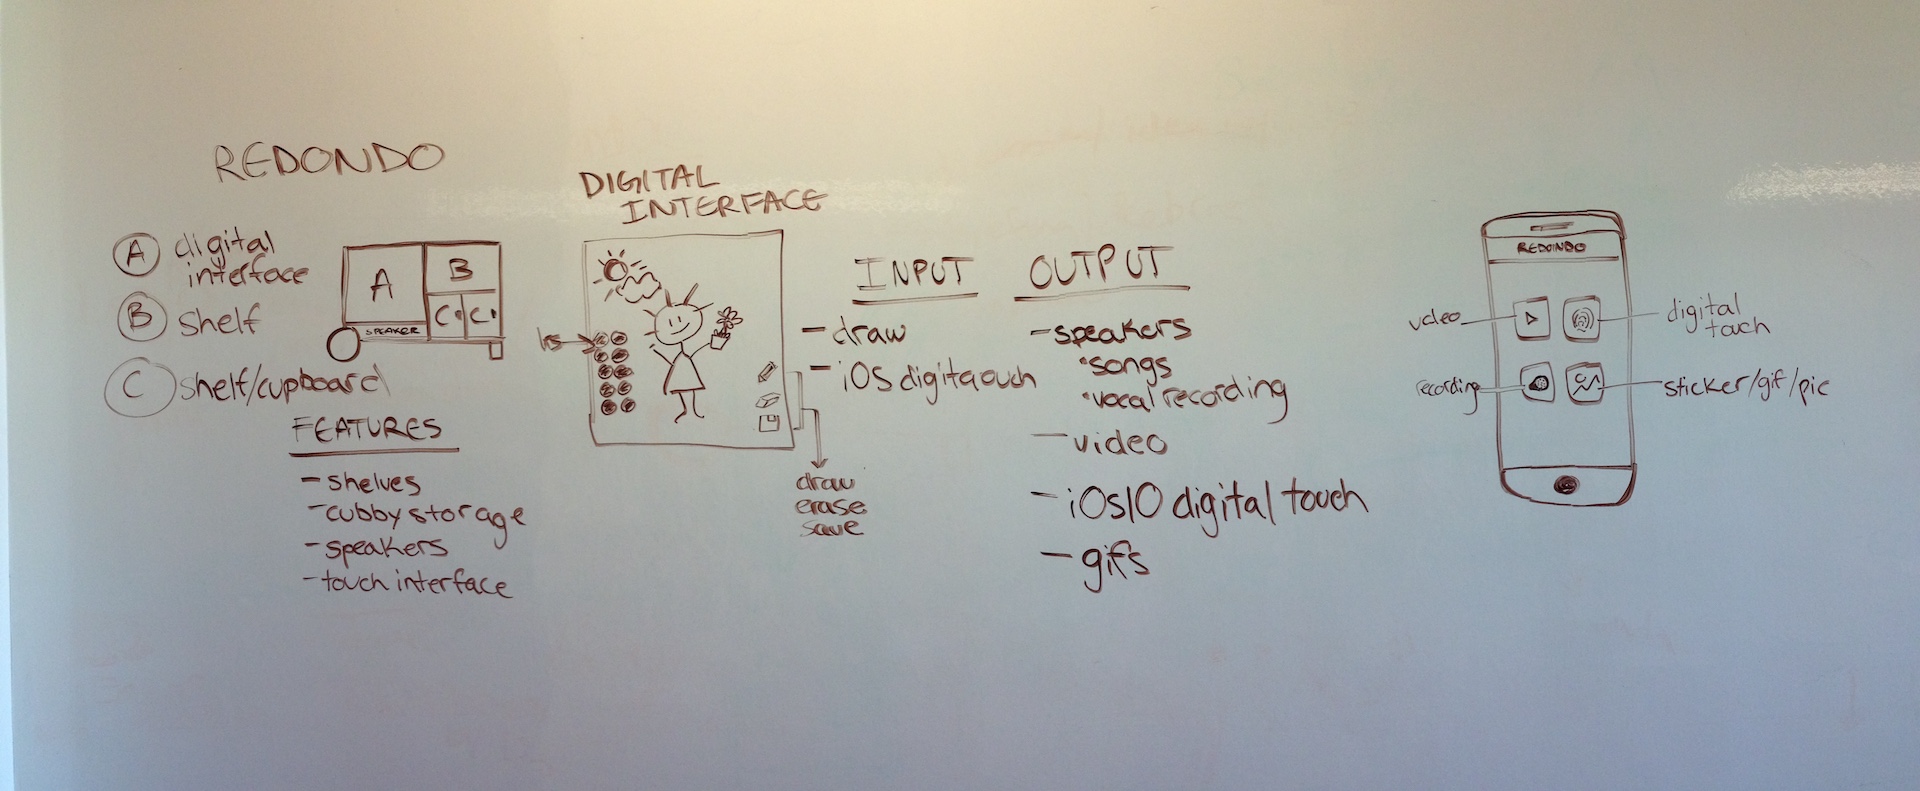 REDONDO
A digital
interface
B shelf
C shelf/cupboard
A
B
C
C
SPEAKER
FEATURES
- shelves
- cubby storage
- speakers
- touch interface
DIGITAL
INTERFACE
draw
erase
save
INPUT
- draw
- iOs digitaouch
OUTPUT
- speakers
• songs
• vocal recording
- video
- iOs10 digital touch
- gifs
REDONDO
video
digital
touch
recording
sticker/gif/pic